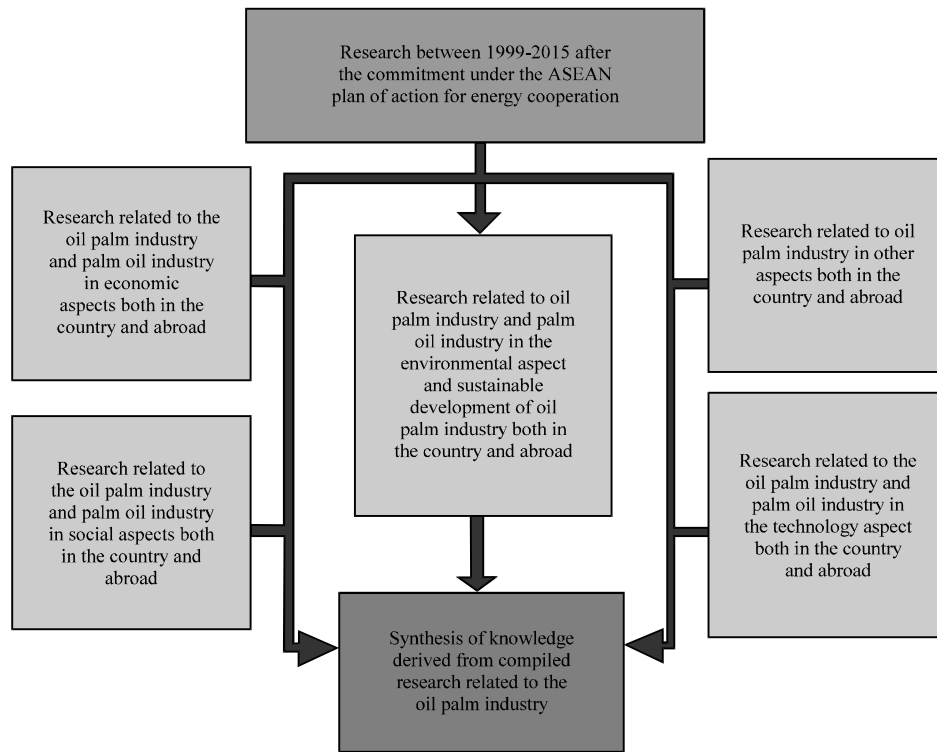 Research between 1999-2015 after
the commitment under the ASEAN
plan of action for energy cooperation
Research related to the
oil palm industry
and palm oil industry
in economic
aspects both in the
country and abroad
Research related to
the oil palm industry
and palm oil industry
in social aspects both
in the country and
abroad
Research related to oil
palm industry and palm
oil industry in the
environmental aspect
and sustainable
development of oil
palm industry both in
the country and abroad
Research related to oil
palm industry in other
aspects both in the
country and abroad
Research related to the
oil palm industry and
palm oil industry in
the technology aspect
both in the country
and abroad
Synthesis of knowledge
derived from compiled
research related to the
oil palm industry